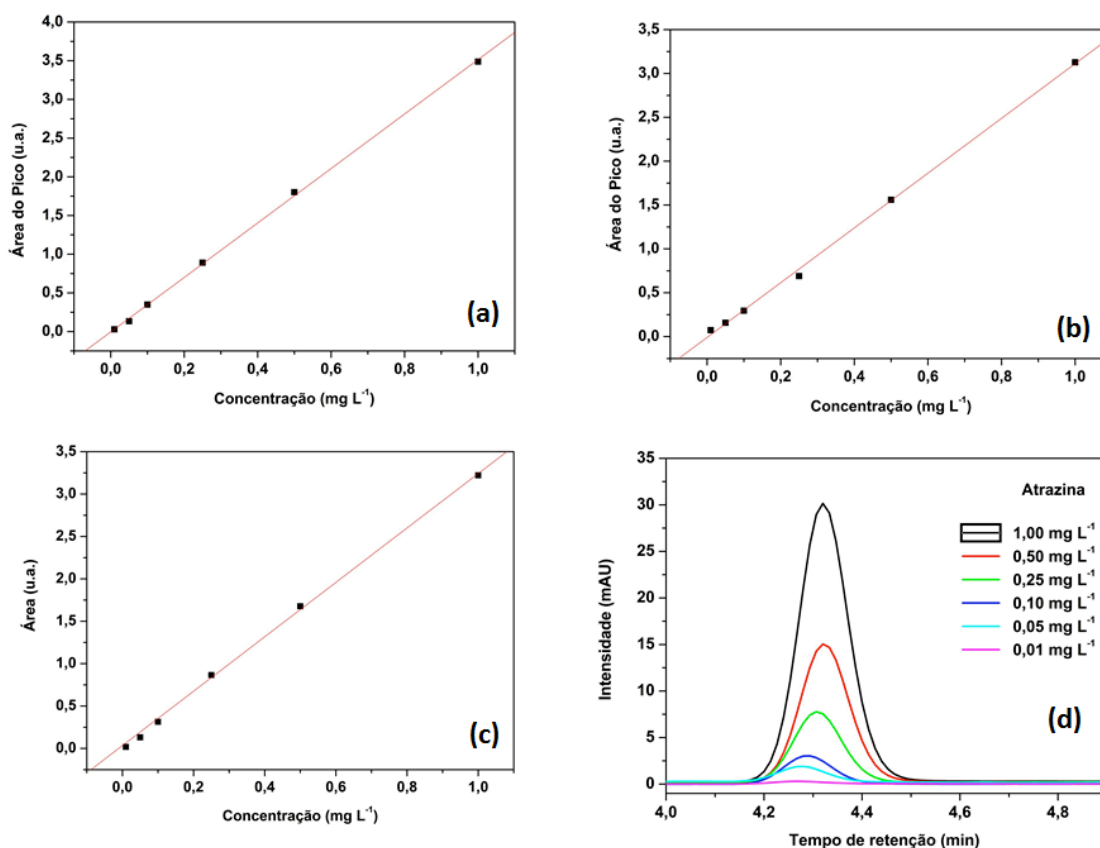 4,0
3,5
3,0
2,5
2,0
1,5
1,0
0,5
0,0
Área do Pico (u.a.)
0,0 0,2 0,4 0,6 0,8 1,0
Concentração (mg L⁻¹)
(a)
3,5
3,0
2,5
2,0
1,5
1,0
0,5
0,0
Área do Pico (u.a.)
0,0 0,2 0,4 0,6 0,8 1,0
Concentração (mg L⁻¹)
(b)
3,5
3,0
2,5
2,0
1,5
1,0
0,5
0,0
Área (u.a.)
0,0 0,2 0,4 0,6 0,8 1,0
Concentração (mg L⁻¹)
(c)
35
30
25
20
15
10
5
0
Intensidade (mAU)
Atrazina
1,00 mg L⁻¹
0,50 mg L⁻¹
0,25 mg L⁻¹
0,10 mg L⁻¹
0,05 mg L⁻¹
0,01 mg L⁻¹
(d)
4,0 4,2 4,4 4,6 4,8
Tempo de retenção (min)